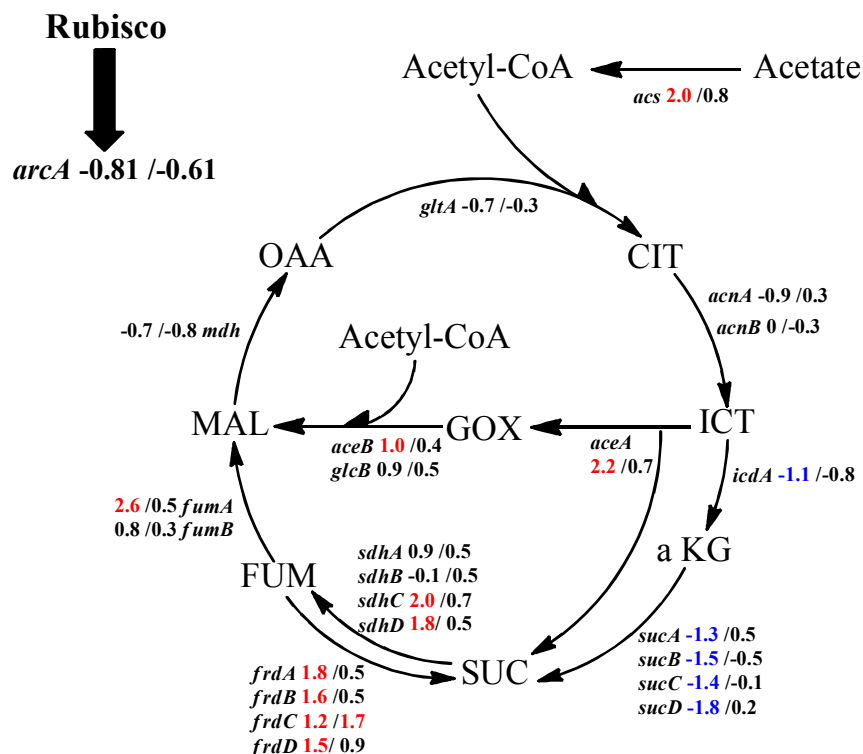 Rubisco
arcA -0.81 /-0.61
Acetyl-CoA
Acetate
acs 2.0 /0.8
gltA -0.7 /-0.3
OAA
CIT
acnA -0.9 /0.3
acnB 0 /-0.3
-0.7 /-0.8 mdh
Acetyl-CoA
MAL
GOX
ICT
aceB 1.0 /0.4
glcB 0.9 /0.5
aceA
2.2 /0.7
icdA -1.1 /-0.8
2.6 /0.5 fumA
0.8 /0.3 fumB
a KG
FUM
sdhA 0.9 /0.5
sdhB -0.1 /0.5
sdhC 2.0 /0.7
sdhD 1.8/ 0.5
SUC
sucA -1.3 /0.5
sucB -1.5 /-0.5
sucC -1.4 /-0.1
sucD -1.8 /0.2
frdA 1.8 /0.5
frdB 1.6 /0.5
frdC 1.2 /1.7
frdD 1.5/ 0.9